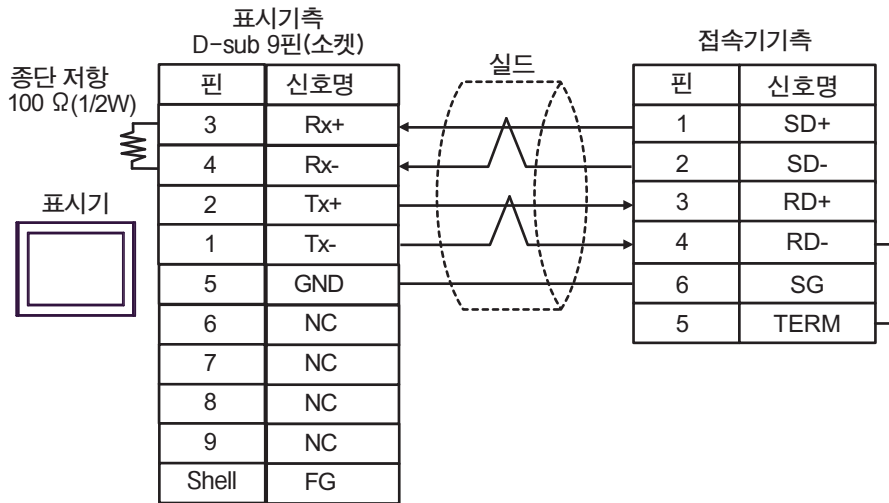 표시기측
D-sub 9핀(소켓)
종단 저항
100 Ω(1/2W)
표시기
핀 신호명
3 Rx+
4 Rx-
2 Tx+
1 Tx-
5 GND
6 NC
7 NC
8 NC
9 NC
Shell FG
실드
접속기기측
핀 신호명
1 SD+
2 SD-
3 RD+
4 RD-
6 SG
5 TERM